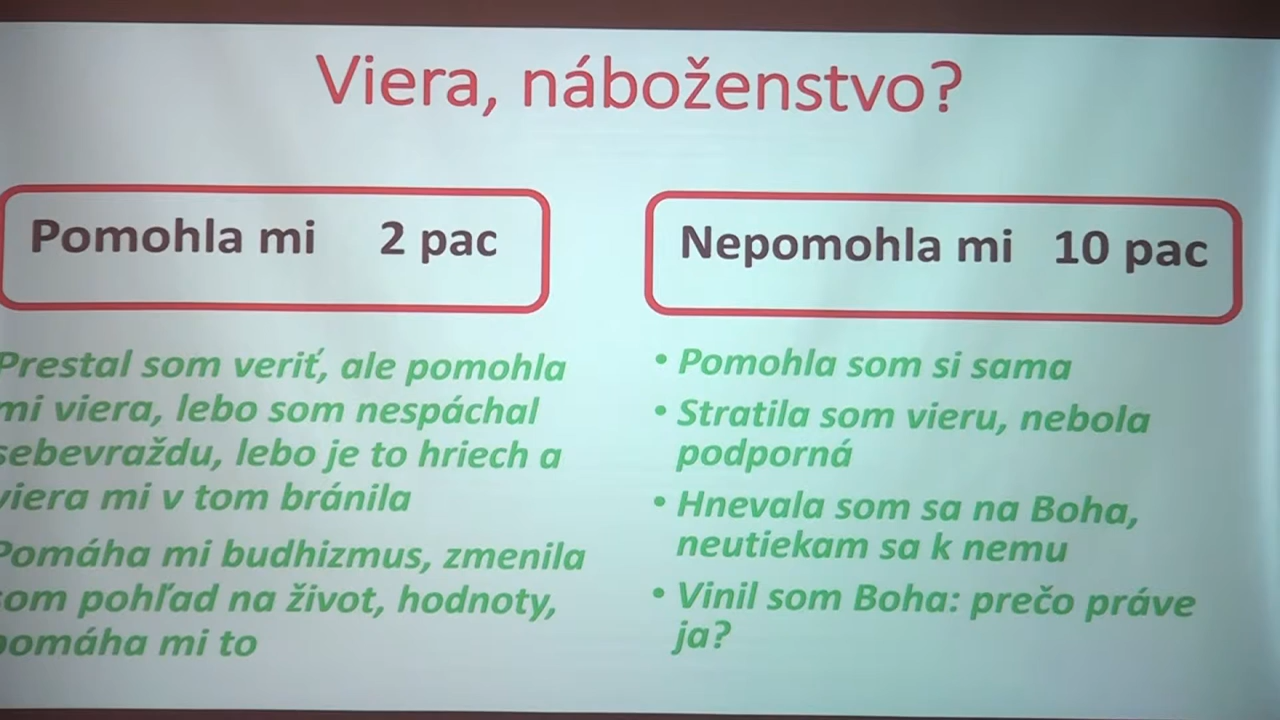 Viera, náboženstvo?
Pomohla mi 2 pac
Prestal som veriť, ale pomohla
mi viera, lebo som nespáchal
sebevraždu, lebo je to hriech a
viera mi v tom bránila
Pomáha mi budhizmus, zmenila
som pohľad na život, hodnoty,
pomáha mi to
Nepomohla mi 10 pac
• Pomohla som si sama
• Stratila som vieru, nebola
podporná
• Hnevala som sa na Boha,
neutiekam sa k nemu
• Vinil som Boha: prečo práve
ja?